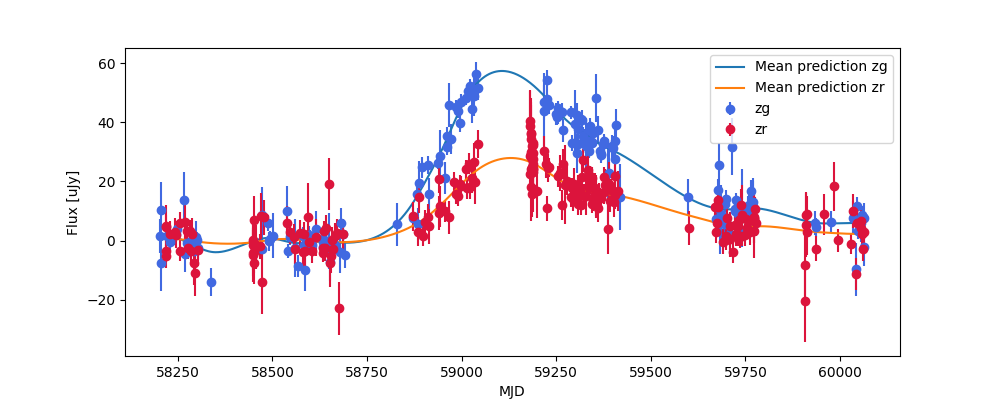 60
40
20
0
−20
Flux [uJy]
58250 58500 58750 59000 59250 59500 59750 60000
MJD
Mean prediction zg
Mean prediction zr
zg
zr